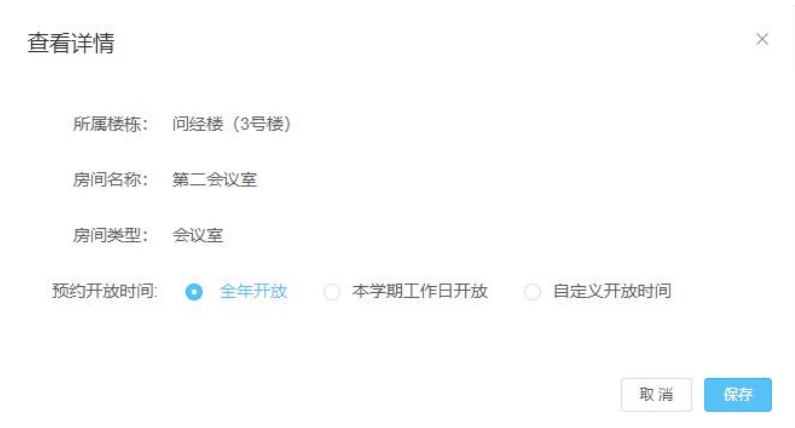 查看详情
所属楼栋： 问经楼（3号楼）
房间名称： 第二会议室
房间类型： 会议室
预约开放时间: 全年开放 本学期工作日开放 自定义开放时间
取消 保存